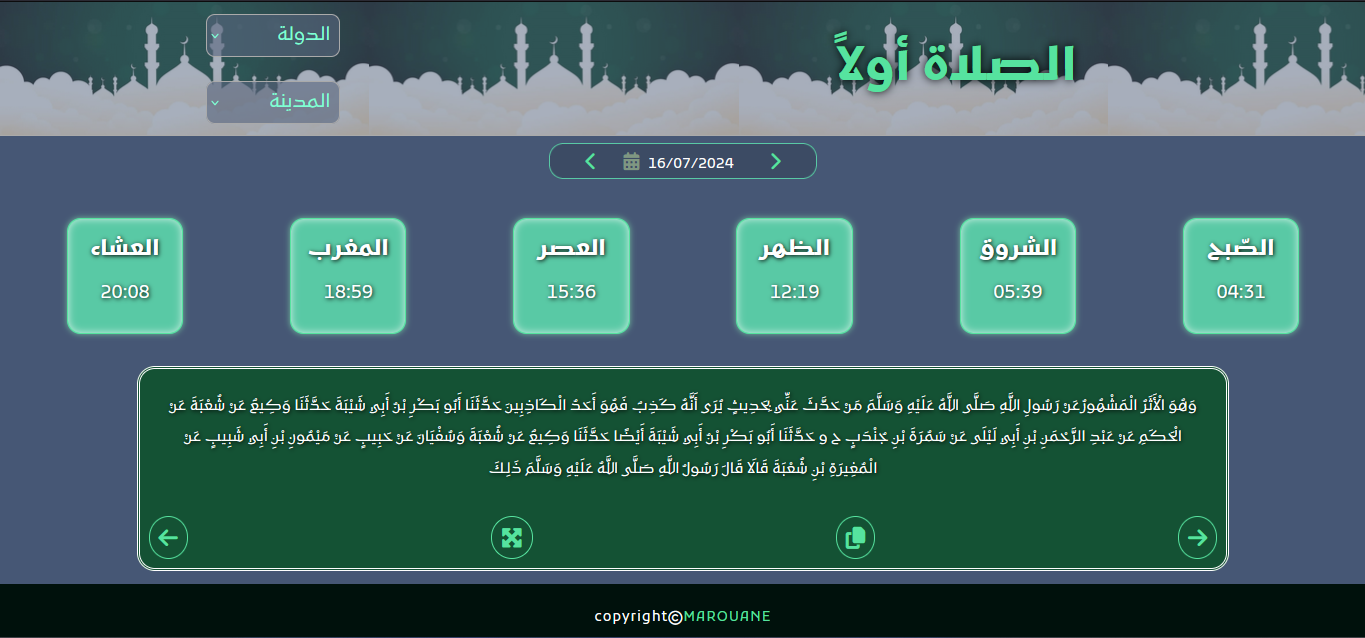 الصلاة أولاً
الدولة
المدينة
16/07/2024
الصّبح
04:31
الشروق
05:39
الظهر
12:19
العصر
15:36
المغرب
18:59
العشاء
20:08
وَهُوَ الْأَثَرُ الْمَشْهُورُعَنْ رَسُولِ اللَّهِ صَلَّى اللَّهُ عَلَيْهِ وَسَلَّمَ مَنْ حَدَّثَ عَنِّي بِحَدِيثٍ يُرَى أَنَّهُ كَذِبٌ فَهُوَ أَحَدُ الْكَاذِبِينَ حَدَّثَنَا أَبُو بَكْرِ بْنُ أَبِي شَيْبَةَ حَدَّثَنَا وَكِيعٌ عَنْ شُعْبَةَ عَنْ
الْحَكَمِ عَنْ عَبْدِ الرَّحْمَنِ بْنِ أَبِي لَيْلَى عَنْ سَمُرَةَ بْنِ جُنْدَبٍ ح و حَدَّثَنَا أَبُو بَكْرِ بْنُ أَبِي شَيْبَةَ أَيْضًا حَدَّثَنَا وَكِيعٌ عَنْ شُعْبَةَ وَسُفْيَانَ عَنْ حَبِيبٍ عَنْ مَيْمُونِ بْنِ أَبِي شَبِيبٍ عَنْ
الْمُغِيرَةِ بْنِ شُعْبَةَ قَالَا قَالَ رَسُولُ اللَّهِ صَلَّى اللَّهُ عَلَيْهِ وَسَلَّمَ ذَلِكَ
copyright©MAROUANE